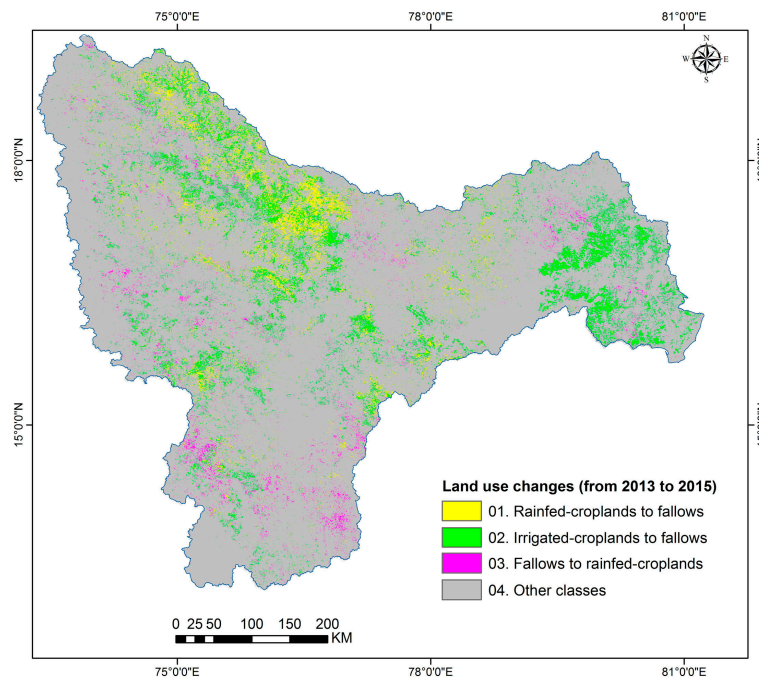 75°0'0"E 78°0'0"E 81°0'0"E
N
W E
S
18°0'0"N
15°0'0"N
Land use changes (from 2013 to 2015)
01. Rainfed-croplands to fallows
02. Irrigated-croplands to fallows
03. Fallows to rainfed-croplands
04. Other classes
0 25 50 100 150 200
KM
75°0'0"E 78°0'0"E 81°0'0"E